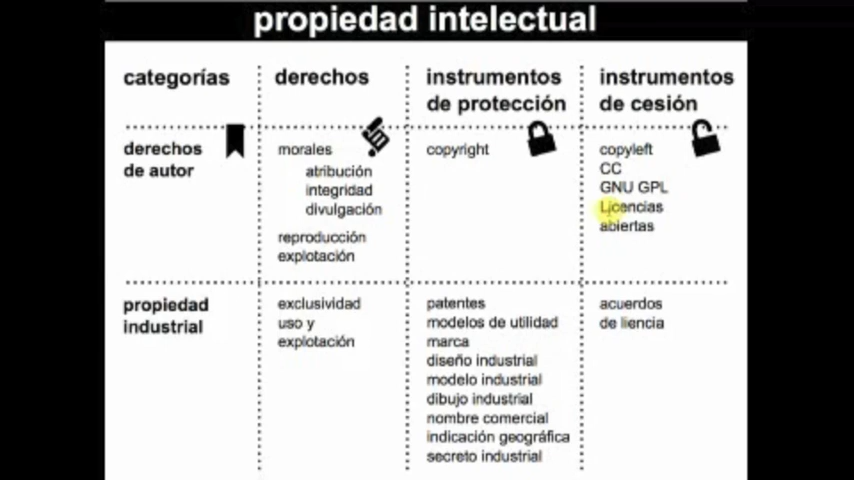 propiedad intelectual
categorías
derechos
instrumentos
de protección
instrumentos
de cesión
derechos
de autor
morales
atribución
integridad
divulgación
reproducción
explotación
copyright
copyleft
CC
GNU GPL
Licencias
abiertas
propiedad
industrial
exclusividad
uso y
explotación
patentes
modelos de utilidad
marca
diseño industrial
modelo industrial
dibujo industrial
nombre comercial
indicación geográfica
secreto industrial
acuerdos
de liencia